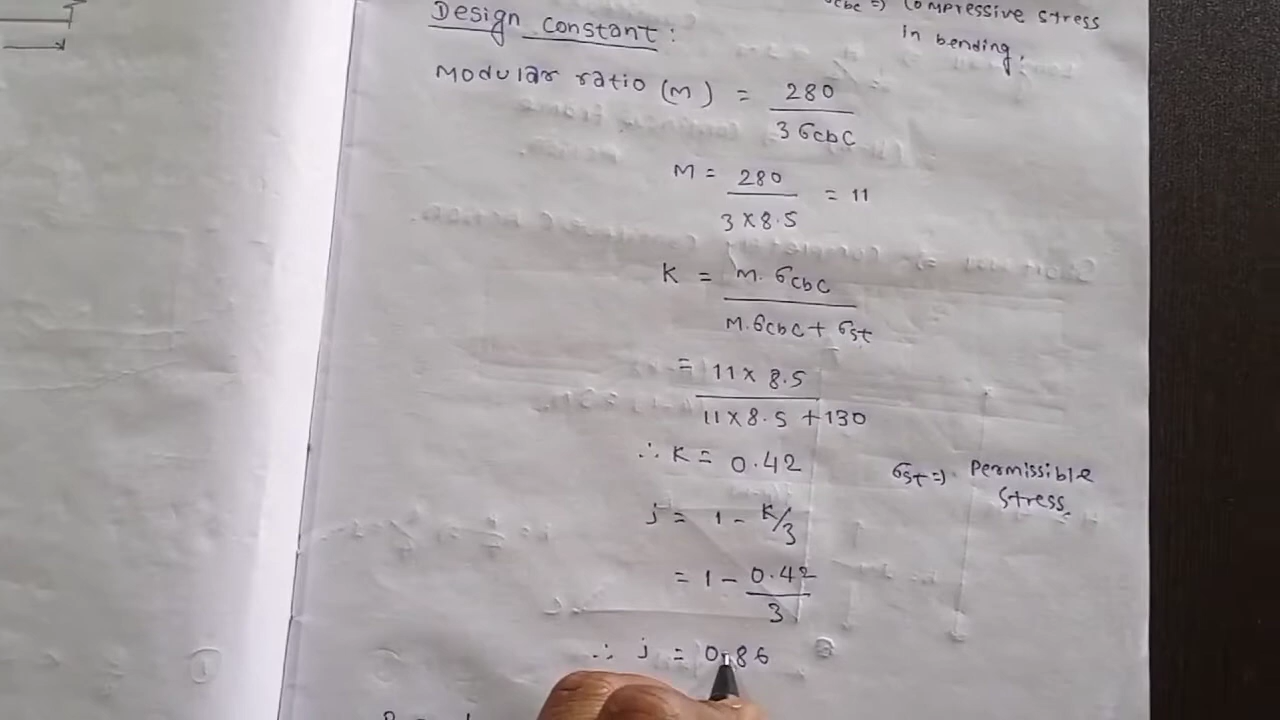 σcbc ⇒ Compressive stress
in bending.
Design constant:
Modular ratio (M) = 280
3 σcbc
M = 280 = 11
3 × 8.5
K = M. σcbc
M. σcbc + σst
= 11 × 8.5
11 × 8.5 + 130
∴ K = 0.42
σst ⇒ Permissible
stress.
j = 1 - K/3
= 1 - 0.42
3
∴ j = 0.86